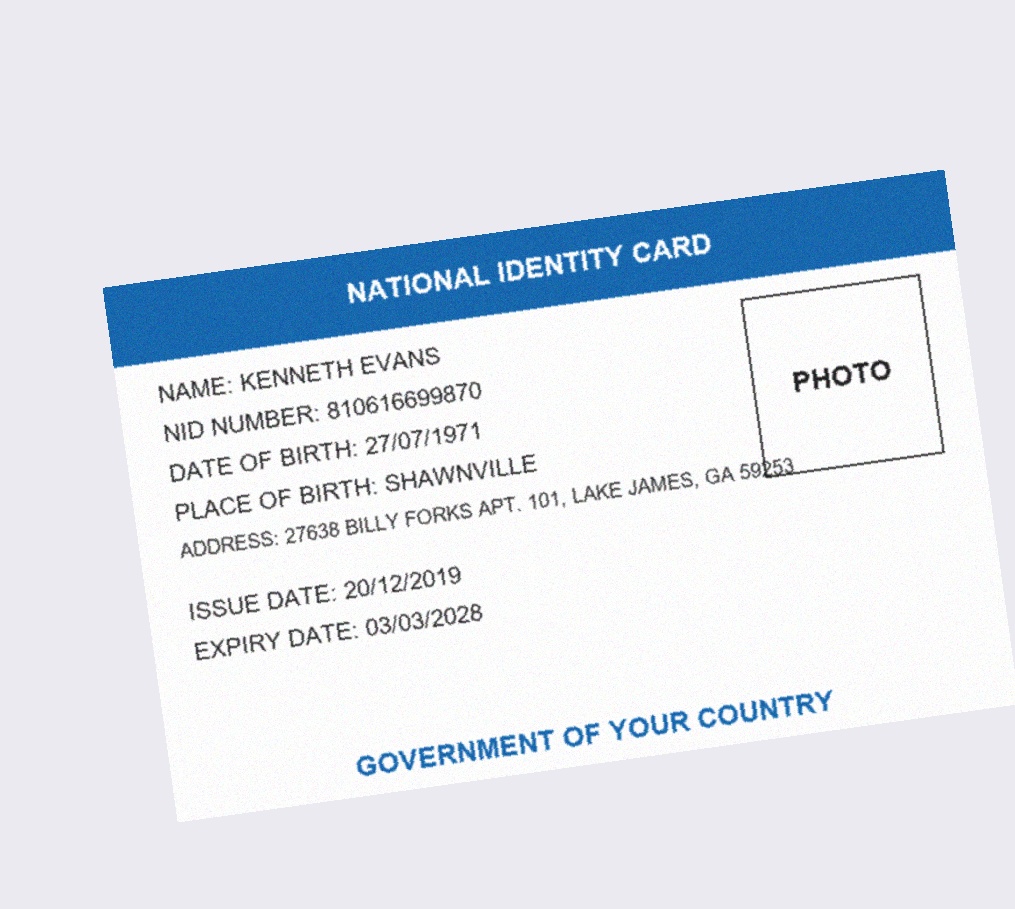 NATIONAL IDENTITY CARD
NAME: KENNETH EVANS
NID NUMBER: 810616699870
DATE OF BIRTH: 27/07/1971
PLACE OF BIRTH: SHAWNVILLE
ADDRESS: 27638 BILLY FORKS APT. 101, LAKE JAMES, GA 59253
ISSUE DATE: 20/12/2019
EXPIRY DATE: 03/03/2028
PHOTO
GOVERNMENT OF YOUR COUNTRY